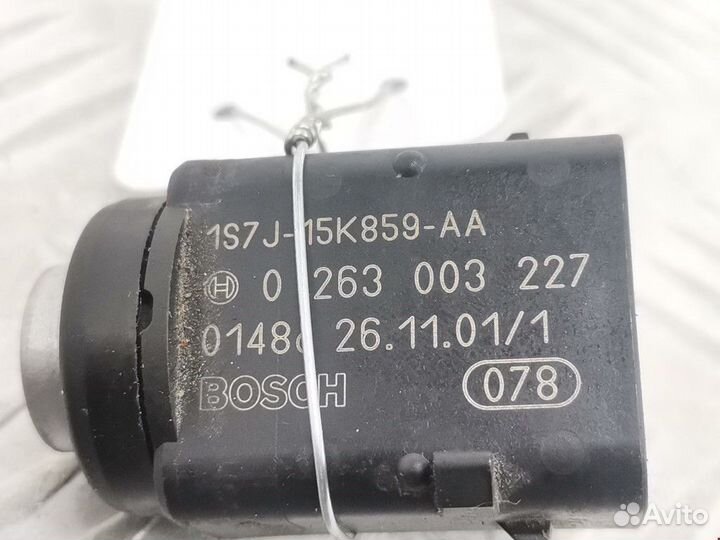 1S7J-15K859-AA
0 263 003 227
26.11.01/1
BOSCH
078
Avito